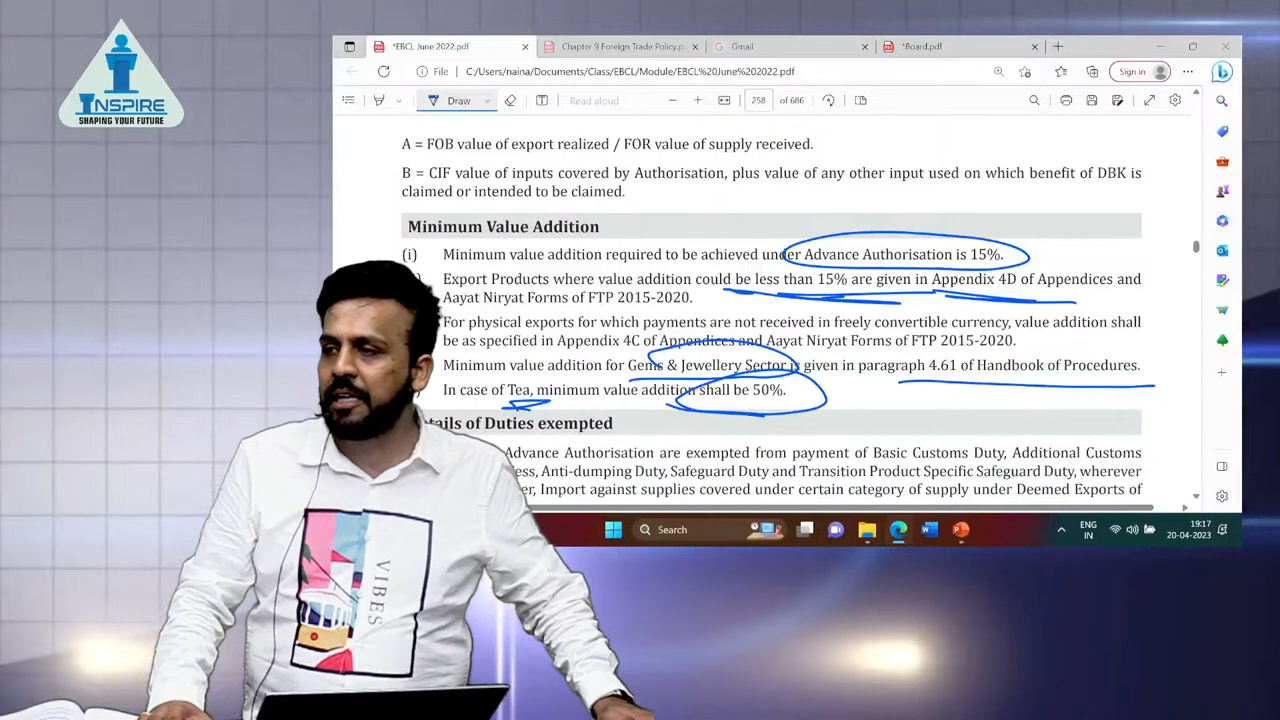 INSPIRE
SHAPING YOUR FUTURE
*EBCL June 2022.pdf
Chapter 9 Foreign Trade Policy.p
Gmail
*Board.pdf
File
C:/Users/naina/Documents/Class/EBCL/Module/EBCL%20June%202022.pdf
Sign in
Draw
Read aloud
258
of 686
A = FOB value of export realized / FOR value of supply received.
B = CIF value of inputs covered by Authorisation, plus value of any other input used on which benefit of DBK is
claimed or intended to be claimed.
Minimum Value Addition
(i) Minimum value addition required to be achieved under Advance Authorisation is 15%.
Export Products where value addition could be less than 15% are given in Appendix 4D of Appendices and
Aayat Niryat Forms of FTP 2015-2020.
For physical exports for which payments are not received in freely convertible currency, value addition shall
be as specified in Appendix 4C of Appendices and Aayat Niryat Forms of FTP 2015-2020.
Minimum value addition for Gems & Jewellery Sector is given in paragraph 4.61 of Handbook of Procedures.
In case of Tea, minimum value addition shall be 50%.
of Duties exempted
Advance Authorisation are exempted from payment of Basic Customs Duty, Additional Customs
Anti-dumping Duty, Safeguard Duty and Transition Product Specific Safeguard Duty, wherever
Import against supplies covered under certain category of supply under Deemed Exports of
Search
ENG
IN
19:17
20-04-2023
VIBES